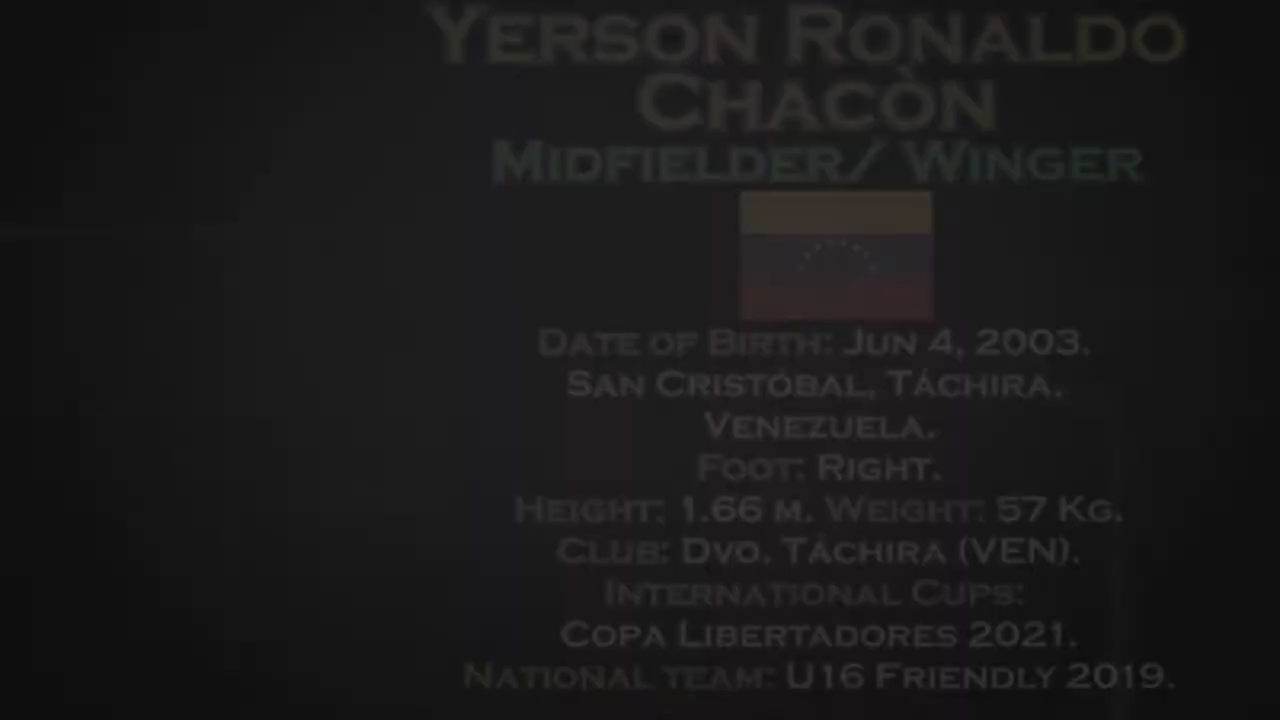 YERSON RONALDO
CHACÒN
MIDFIELDER/ WINGER
DATE OF BIRTH: JUN 4, 2003.
SAN CRISTÓBAL, TÁCHIRA.
VENEZUELA.
FOOT: RIGHT.
HEIGHT: 1.66 M. WEIGHT: 57 KG.
CLUB: DVO. TÁCHIRA (VEN).
INTERNATIONAL CUPS:
COPA LIBERTADORES 2021.
NATIONAL TEAM: U16 FRIENDLY 2019.